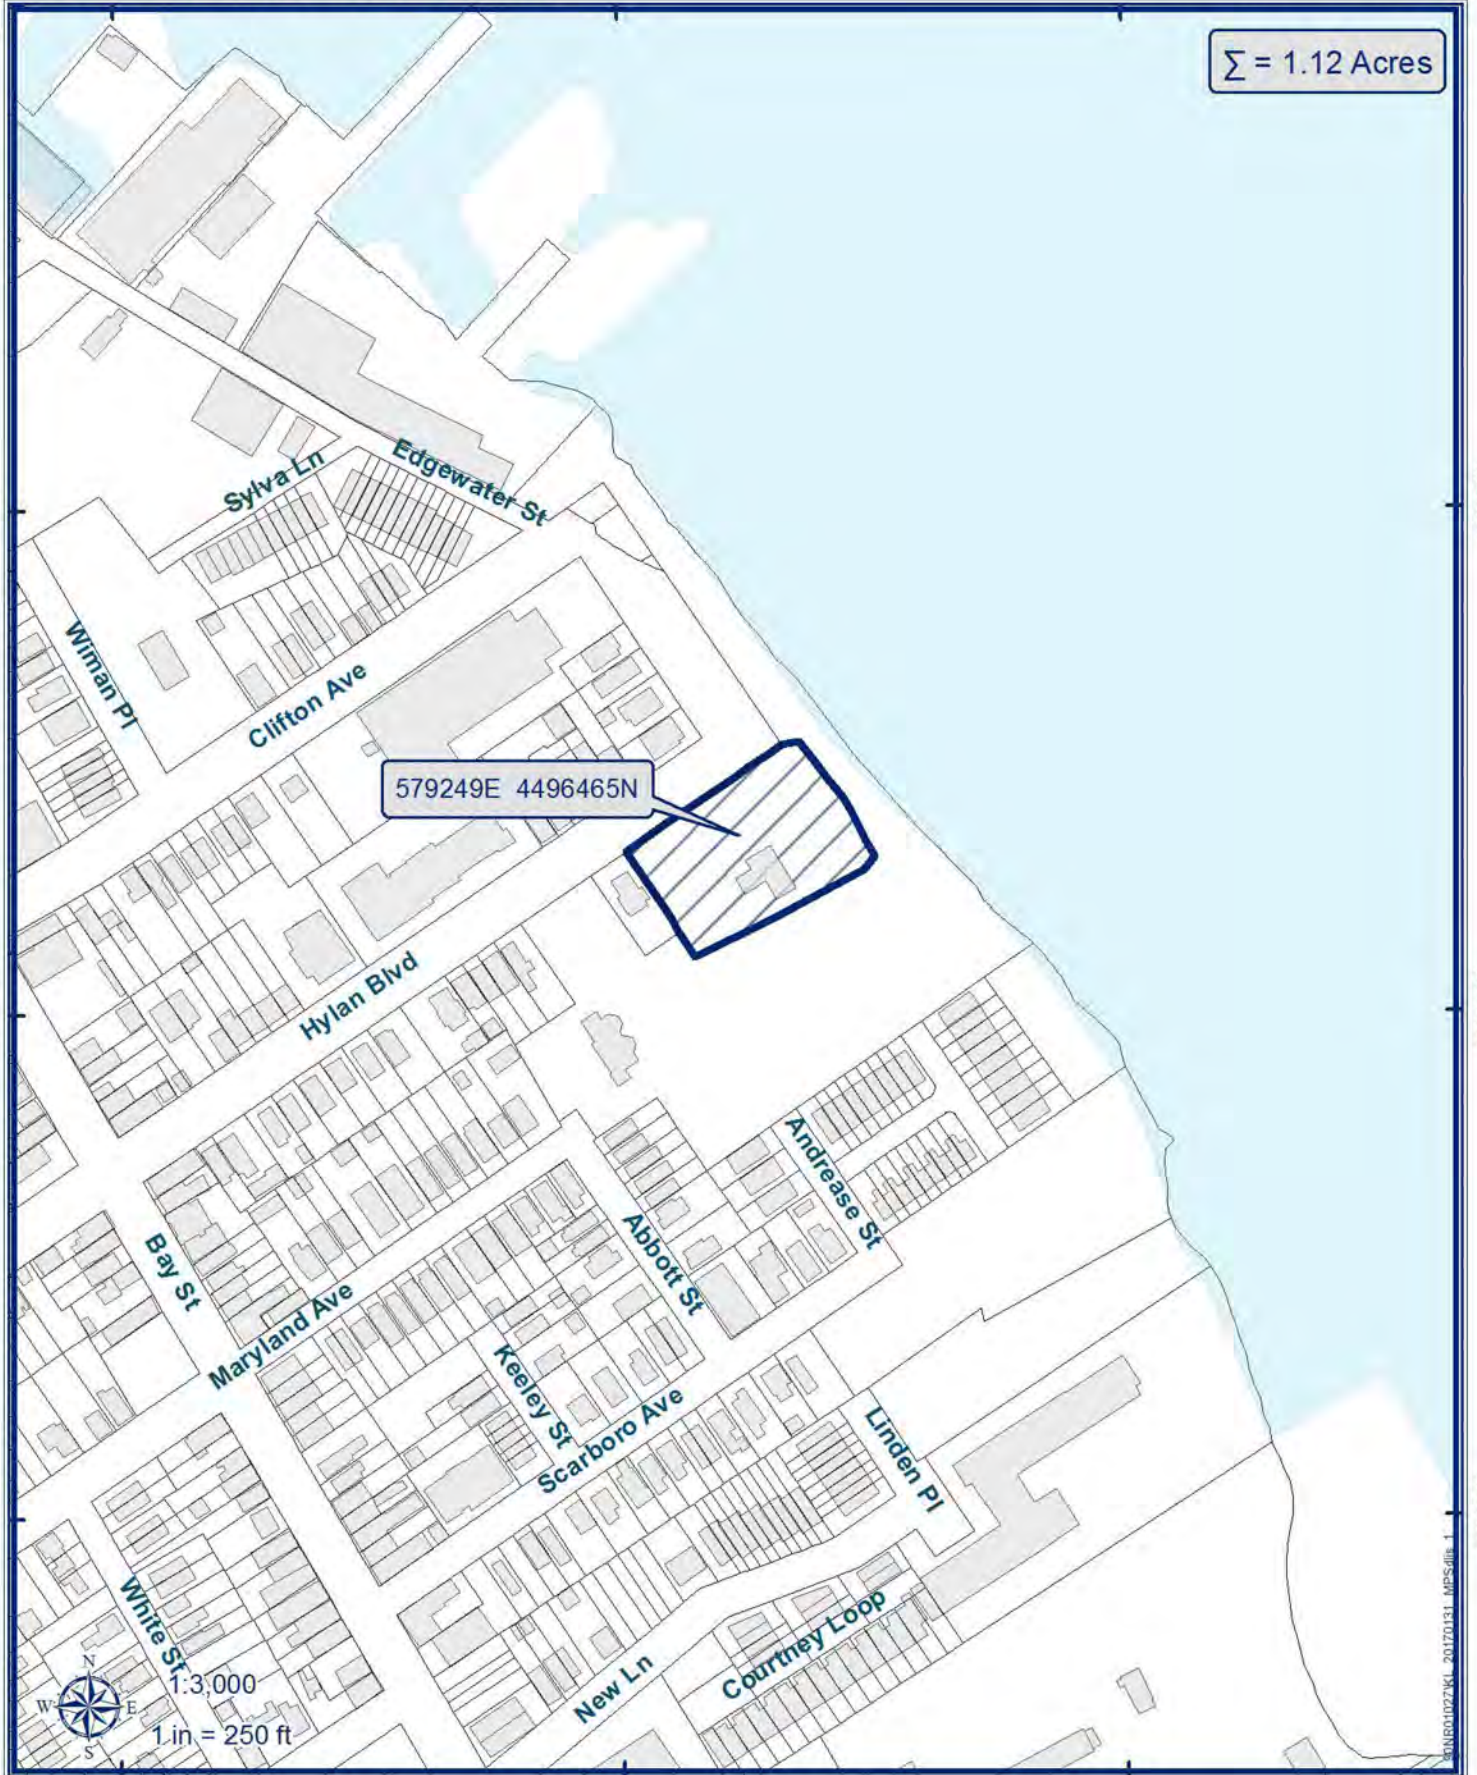 ∑ = 1.12 Acres
Edgewater St
Sylva Ln
Wiman Pl
Clifton Ave
579249E 4496465N
Hylan Blvd
Andrease St
Abbott St
Bay St
Maryland Ave
Keeley St
Scarboro Ave
Linden Pl
White St
Courtney Loop
New Ln
N
W
E
S
1:3,000
1 in = 250 ft